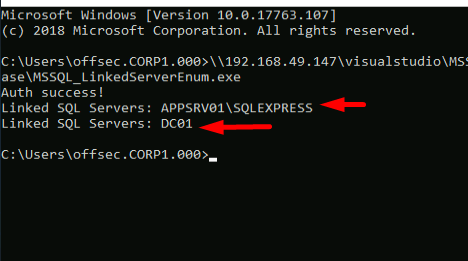 Microsoft Windows [Version 10.0.17763.107]
(c) 2018 Microsoft Corporation. All rights reserved.
C:\Users\offsec.CORP1.000>\\192.168.49.147\visualstudio\MSS
ase\MSSQL_LinkedServerEnum.exe
Auth success!
Linked SQL Servers: APPSRV01\SQLEXPRESS
Linked SQL Servers: DC01
C:\Users\offsec.CORP1.000>